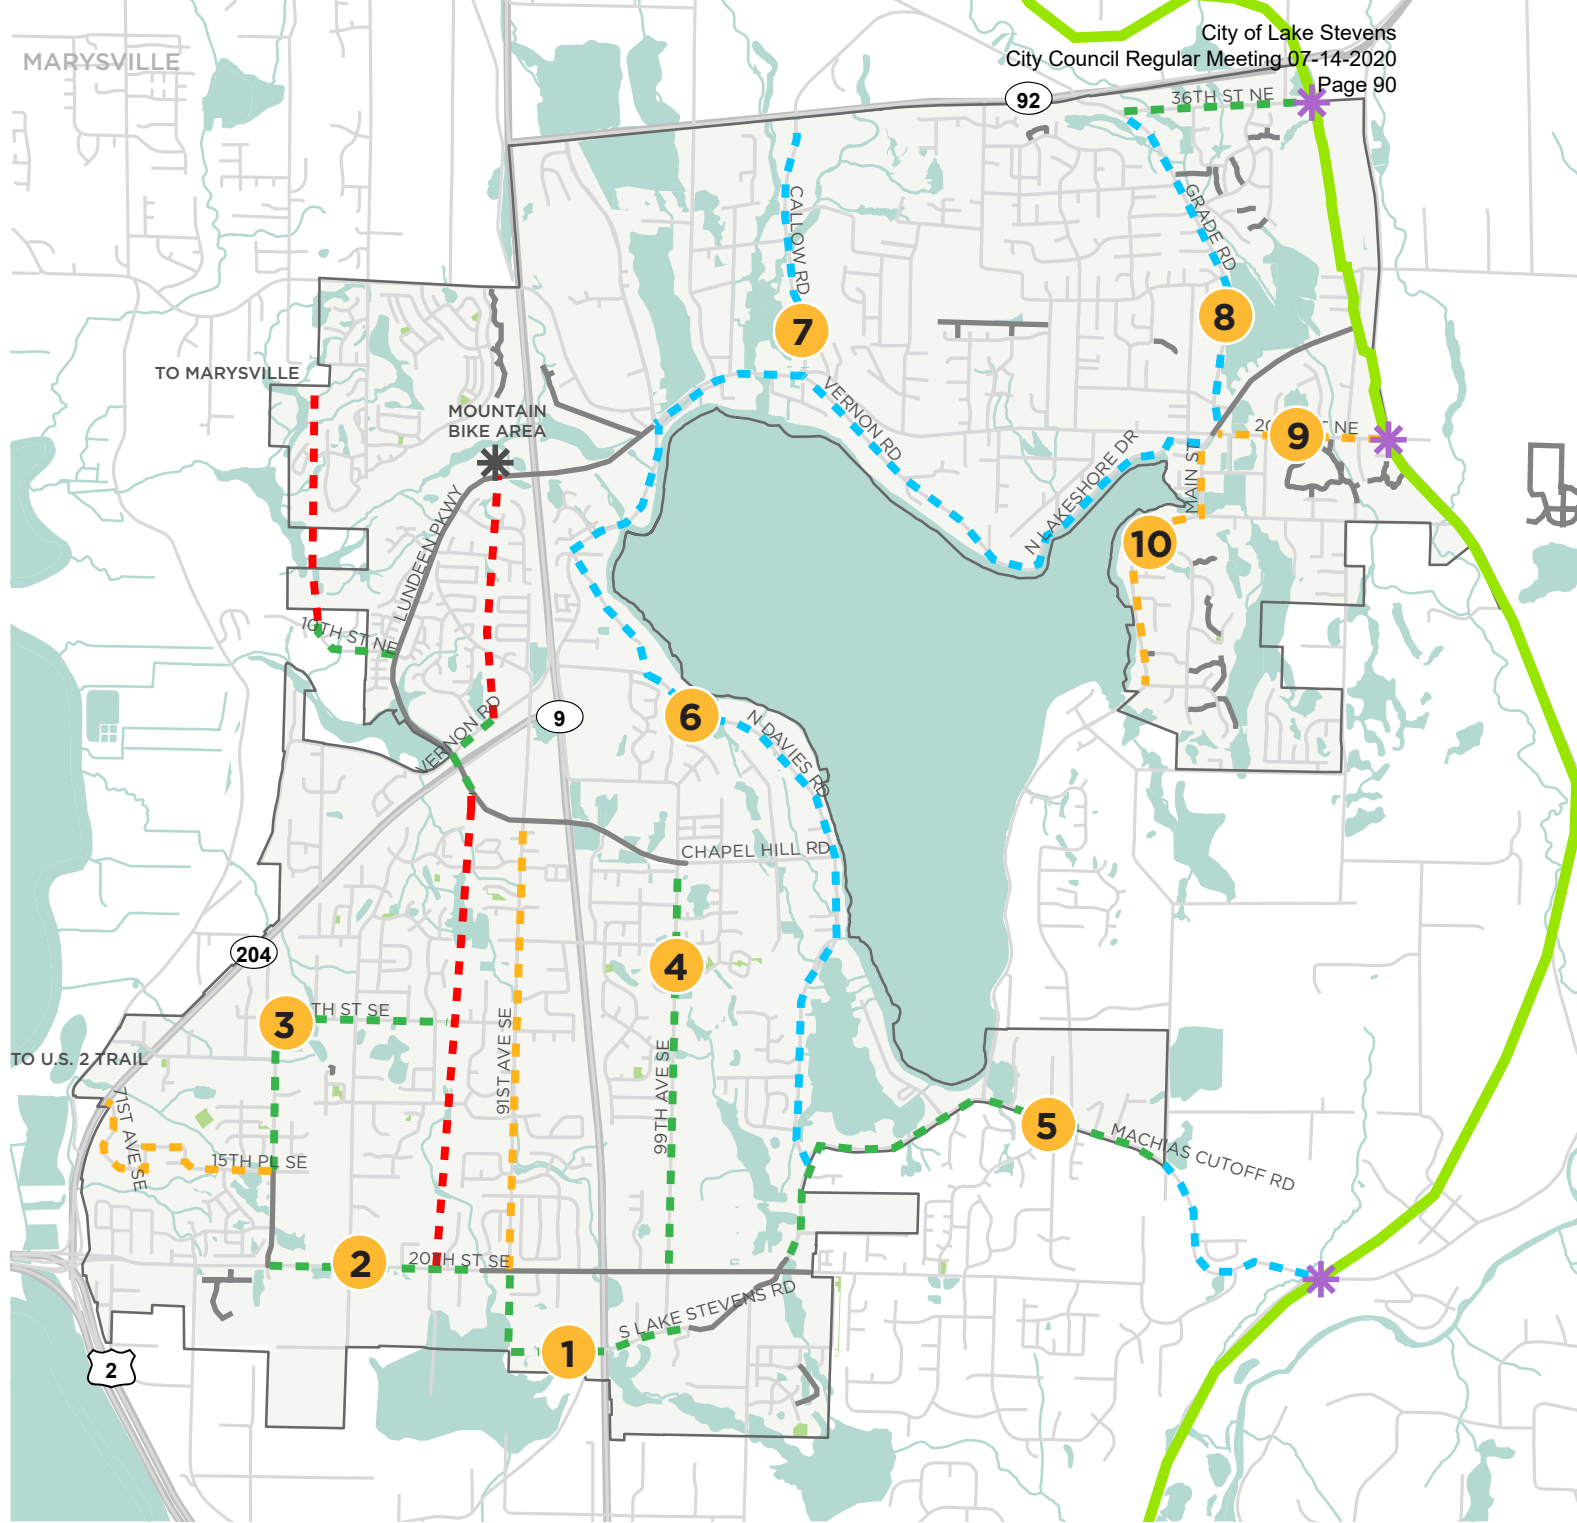 City of Lake Stevens
City Council Regular Meeting 07-14-2020
Page 90
MARYSVILLE
92
36TH ST NE
CALLOW RD
GRADE RD
7
8
TO MARYSVILLE
MOUNTAIN
BIKE AREA
VERNON RD
9
NE
N LAKESHORE DR
MAIN ST
LUNDEEN PKWY
10
10TH ST NE
VERNON RD
9
6
N DAVIES RD
CHAPEL HILL RD
204
4
3
TH ST SE
91ST AVE SE
99TH AVE SE
TO U.S. 2 TRAIL
71ST AVE SE
15TH PL SE
5
MACHIAS CUTOFF RD
2
20TH ST SE
S LAKE STEVENS RD
1
2